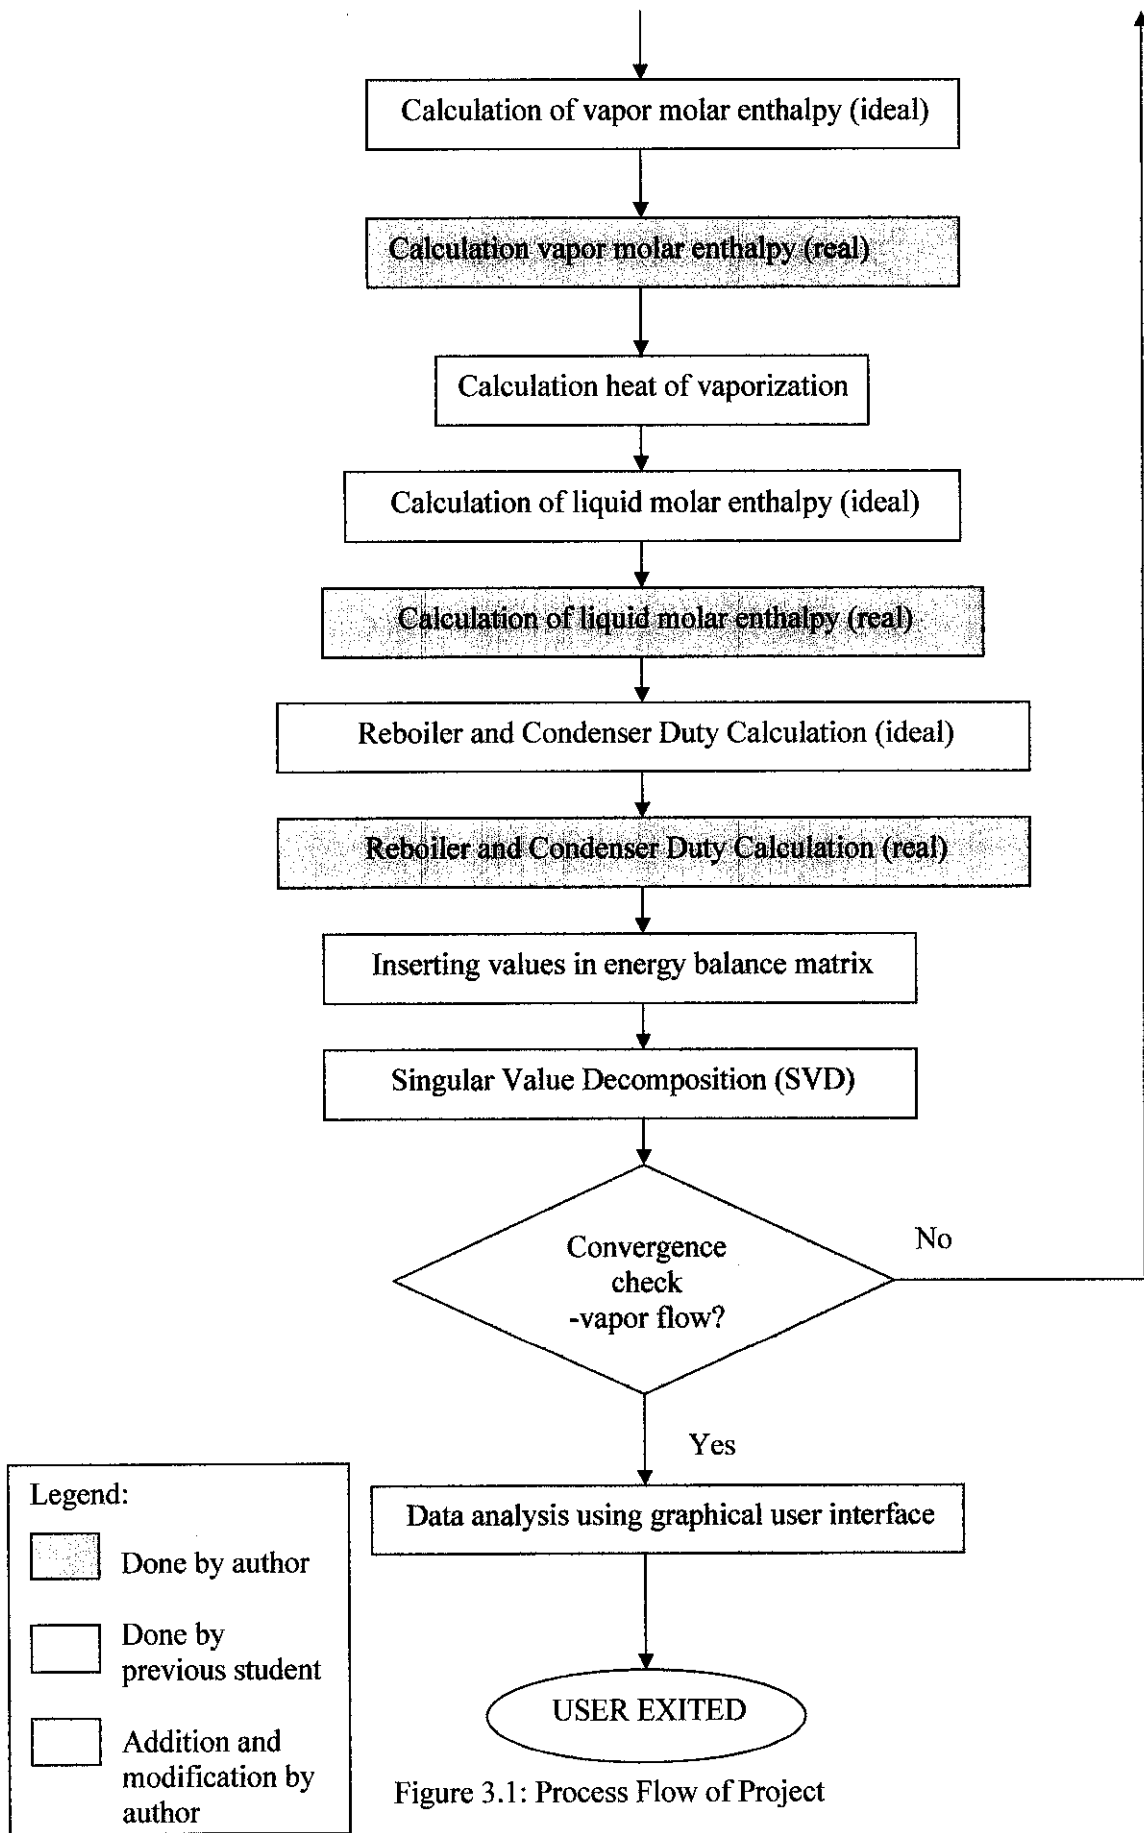 Calculation of vapor molar enthalpy (ideal)
Calculation vapor molar enthalpy (real)
Calculation heat of vaporization
Calculation of liquid molar enthalpy (ideal)
Calculation of liquid molar enthalpy (real)
Reboiler and Condenser Duty Calculation (ideal)
Reboiler and Condenser Duty Calculation (real)
Inserting values in energy balance matrix
Singular Value Decomposition (SVD)
Convergence
check
-vapor flow?
No
Yes
Data analysis using graphical user interface
USER EXITED
Legend:
Done by author
Done by
previous student
Addition and
modification by
author
Figure 3.1: Process Flow of Project